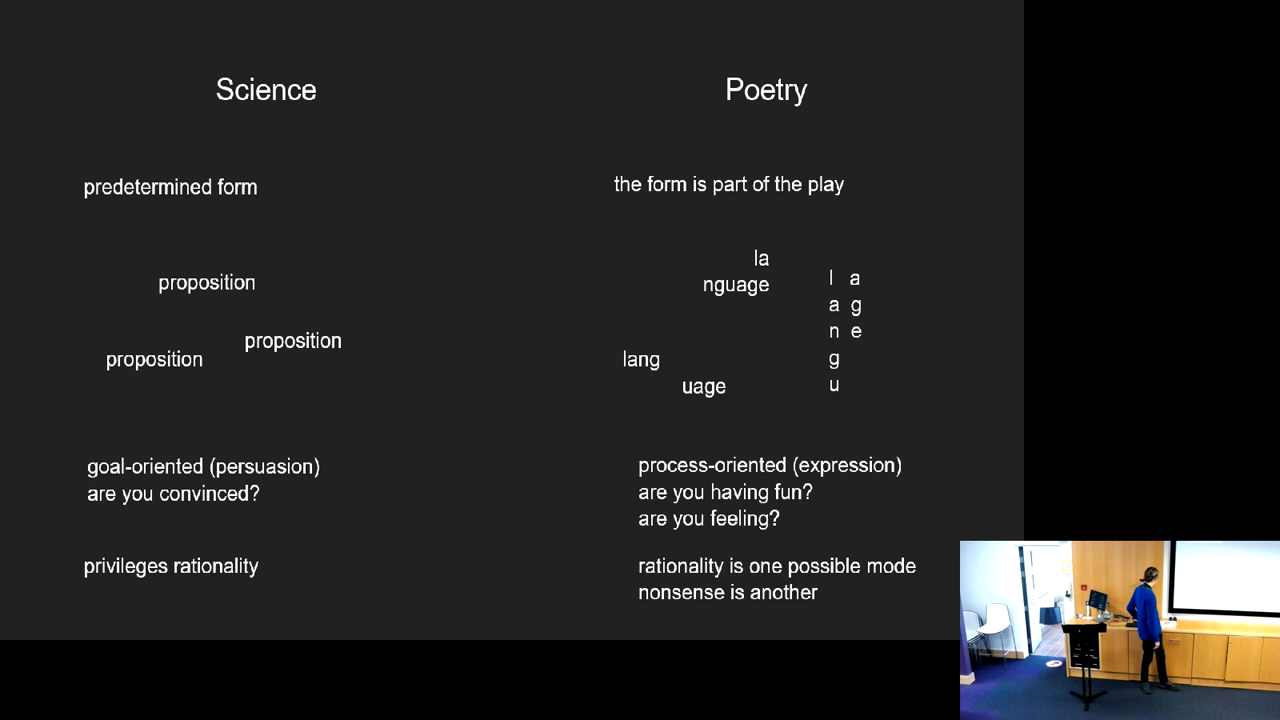 Science
predetermined form
proposition
proposition
proposition
goal-oriented (persuasion)
are you convinced?
privileges rationality
Poetry
the form is part of the play
la
nguage
lang
uage
l a
a g
n e
g
u
process-oriented (expression)
are you having fun?
are you feeling?
rationality is one possible mode
nonsense is another